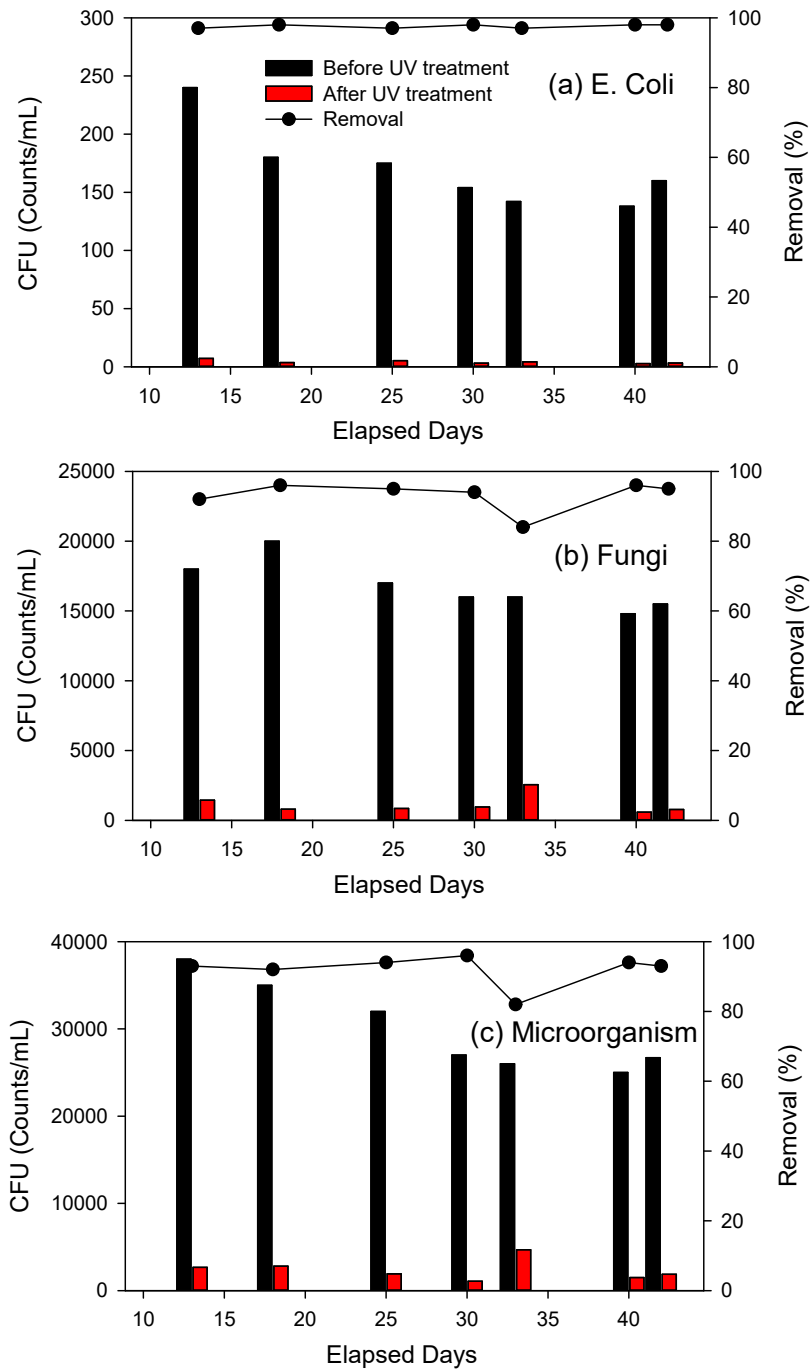 300
250
200
150
100
50
0
100
80
60
40
20
0
CFU (Counts/mL)
Removal (%)
Before UV treatment
After UV treatment
Removal
(a) E. Coli
10 15 20 25 30 35 40
Elapsed Days
25000
20000
15000
10000
5000
0
100
80
60
40
20
0
CFU (Counts/mL)
Removal (%)
(b) Fungi
10 15 20 25 30 35 40
Elapsed Days
40000
30000
20000
10000
0
100
80
60
40
20
0
CFU (Counts/mL)
Removal (%)
(c) Microorganism
10 15 20 25 30 35 40
Elapsed Days